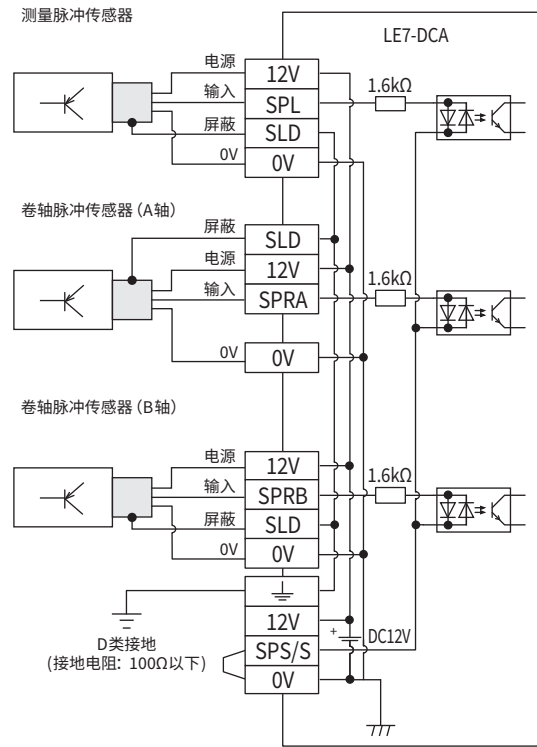 测量脉冲传感器
LE7-DCA
电源
12V
输入
SPL
1.6kΩ
屏蔽
SLD
0V
0V
卷轴脉冲传感器（A轴）
屏蔽
SLD
电源
12V
输入
SPRA
1.6kΩ
0V
0V
卷轴脉冲传感器（B轴）
电源
12V
输入
SPRB
1.6kΩ
屏蔽
SLD
0V
0V
12V
+
DC12V
D类接地
（接地电阻：100Ω以下）
SPS/S
0V